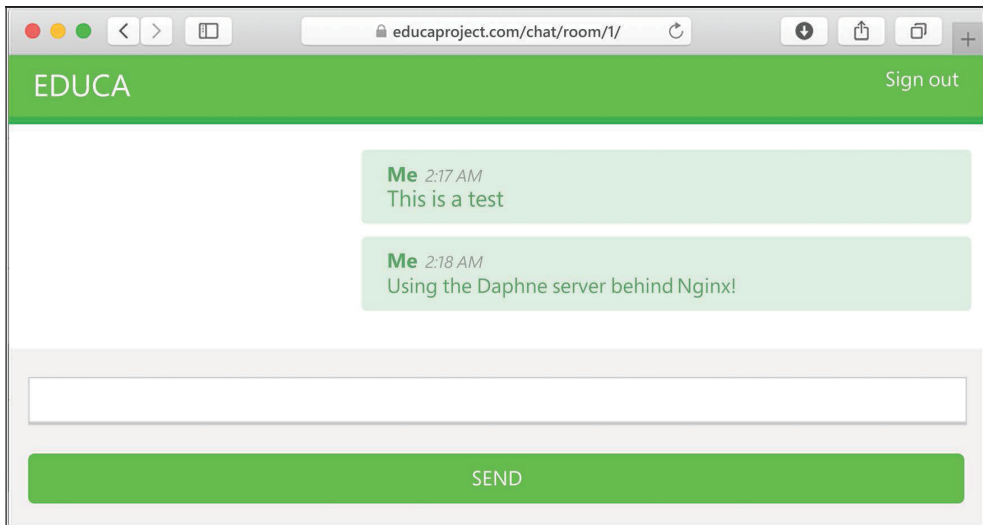 educaproject.com/chat/room/1/
EDUCA
Sign out
Me 2:17 AM
This is a test
Me 2:18 AM
Using the Daphne server behind Nginx!
SEND